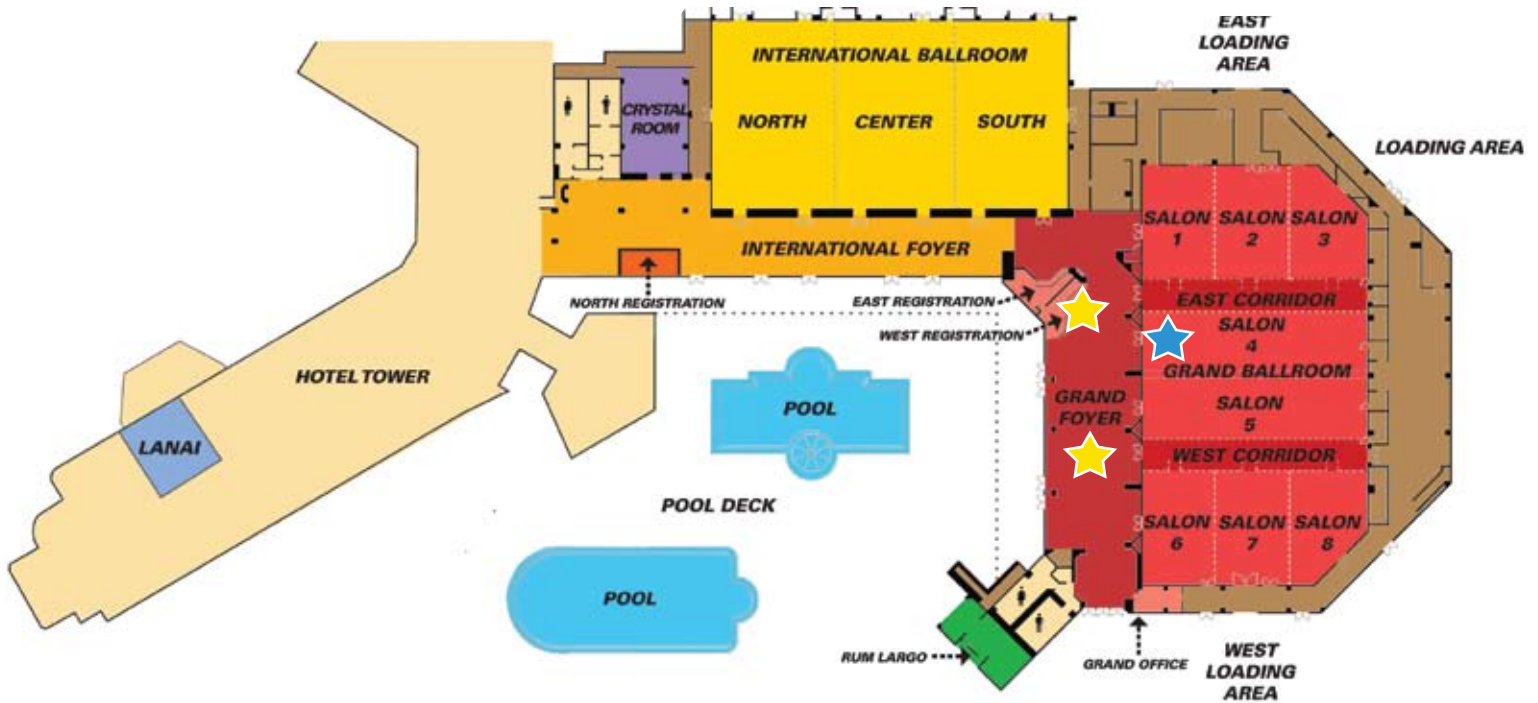 EAST
LOADING
AREA
INTERNATIONAL BALLROOM
CRYSTAL
ROOM
NORTH
CENTER
SOUTH
LOADING AREA
SALON
1
SALON
2
SALON
3
INTERNATIONAL FOYER
NORTH REGISTRATION
EAST REGISTRATION
WEST REGISTRATION
EAST CORRIDOR
SALON
4
GRAND BALLROOM
HOTEL TOWER
POOL
GRAND
FOYER
SALON
5
LANAI
WEST CORRIDOR
POOL DECK
SALON
6
SALON
7
SALON
8
POOL
RUM LARGO
GRAND OFFICE
WEST
LOADING
AREA